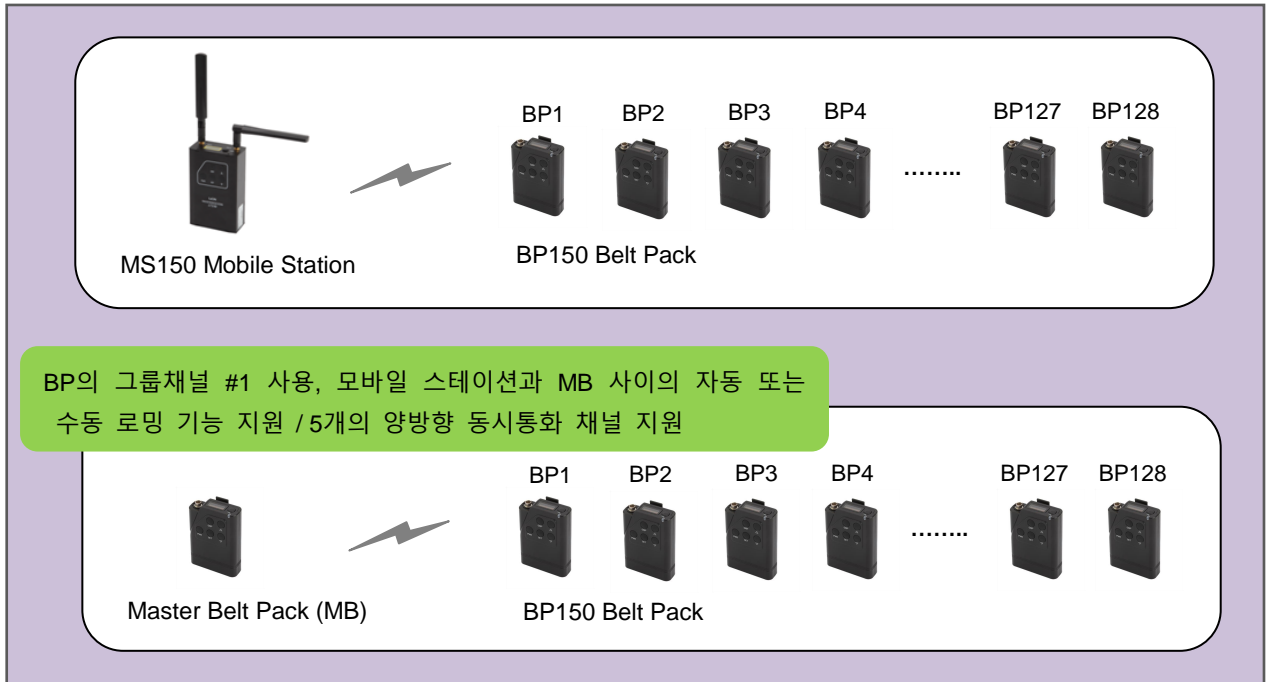 BP1 BP2 BP3 BP4 BP127 BP128
........
MS150 Mobile Station
BP150 Belt Pack
BP의 그룹채널 #1 사용, 모바일 스테이션과 MB 사이의 자동 또는
수동 로밍 기능 지원 / 5개의 양방향 동시통화 채널 지원
BP1 BP2 BP3 BP4 BP127 BP128
........
Master Belt Pack (MB)
BP150 Belt Pack